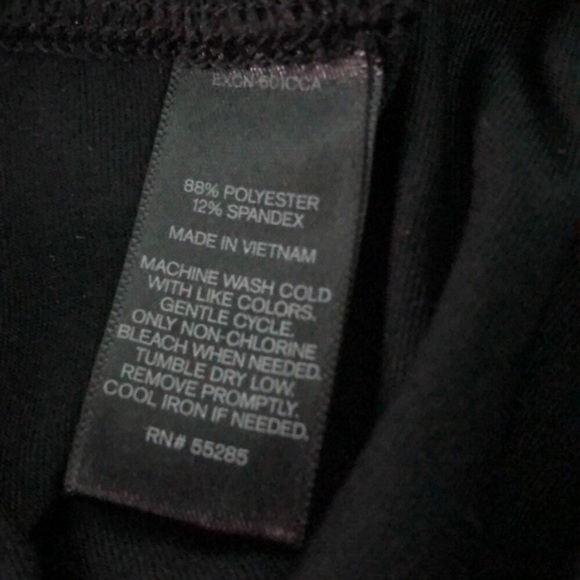 88% POLYESTER
12% SPANDEX
MADE IN VIETNAM
MACHINE WASH COLD
WITH LIKE COLORS.
GENTLE CYCLE.
ONLY NON-CHLORINE
BLEACH WHEN NEEDED.
TUMBLE DRY LOW.
REMOVE PROMPTLY.
COOL IRON IF NEEDED.
RN# 55285